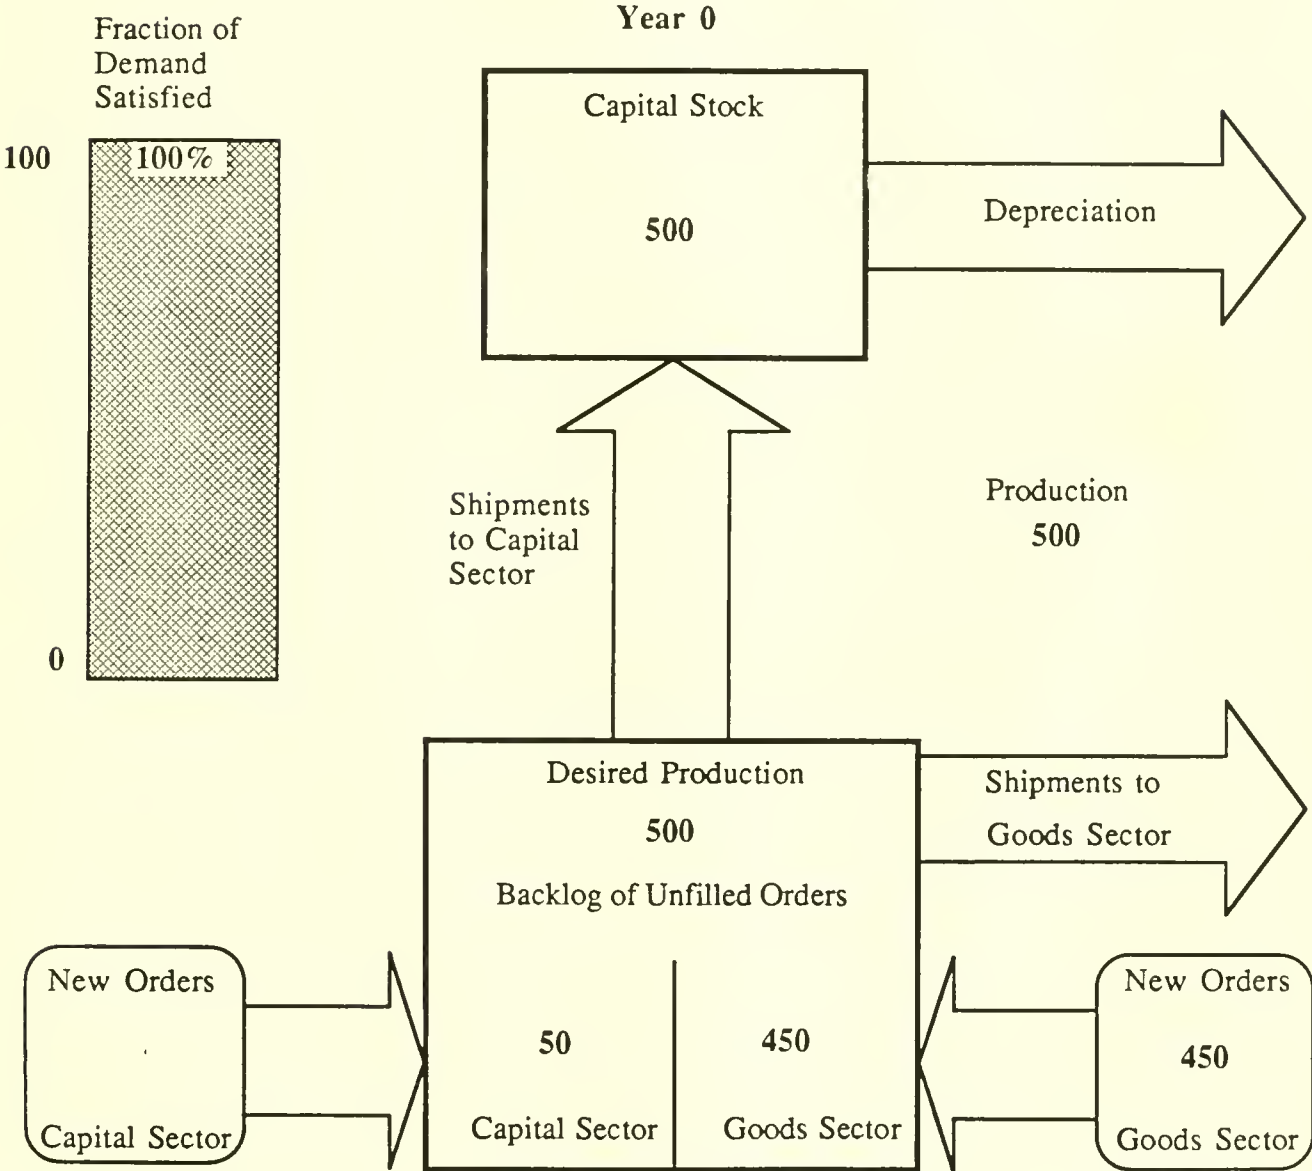 Year 0
Fraction of
Demand
Satisfied
100
100%
0
Capital Stock
500
Depreciation
Shipments
to Capital
Sector
Production
500
Desired Production
500
Backlog of Unfilled Orders
50
450
Capital Sector
Goods Sector
Shipments to
Goods Sector
New Orders
Capital Sector
New Orders
450
Goods Sector